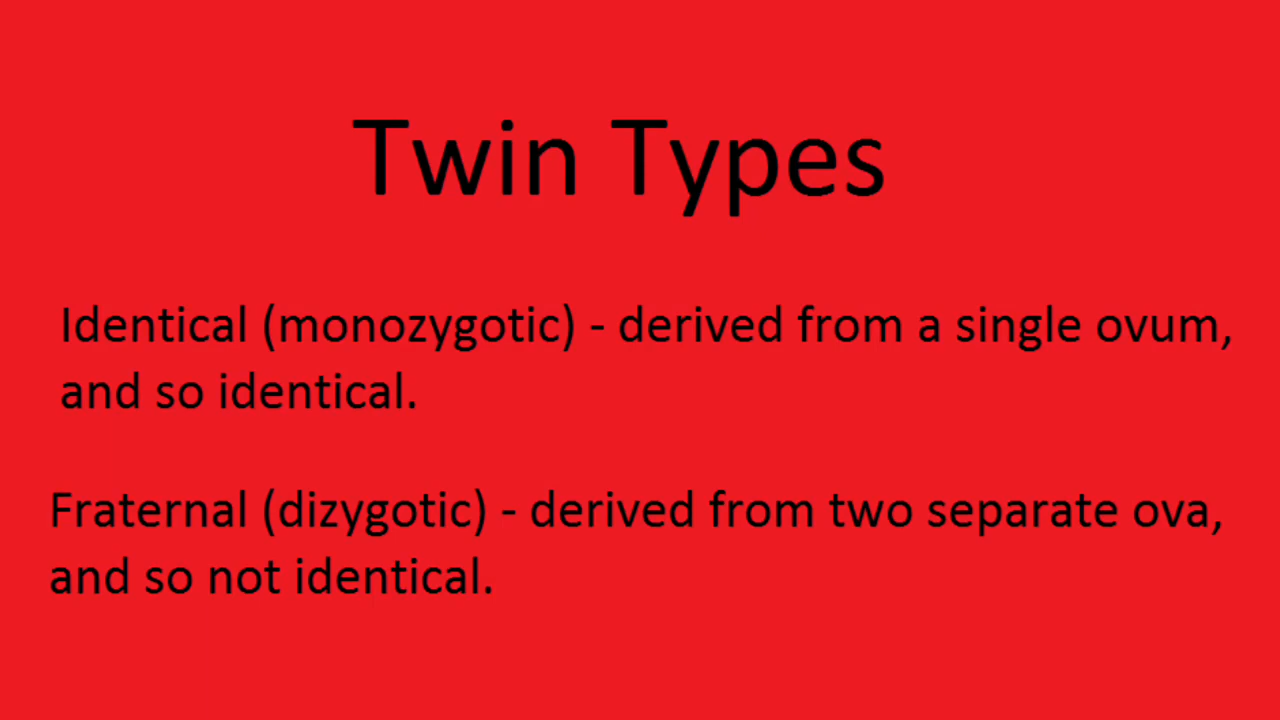 Twin Types
Identical (monozygotic) - derived from a single ovum,
and so identical.
Fraternal (dizygotic) - derived from two separate ova,
and so not identical.